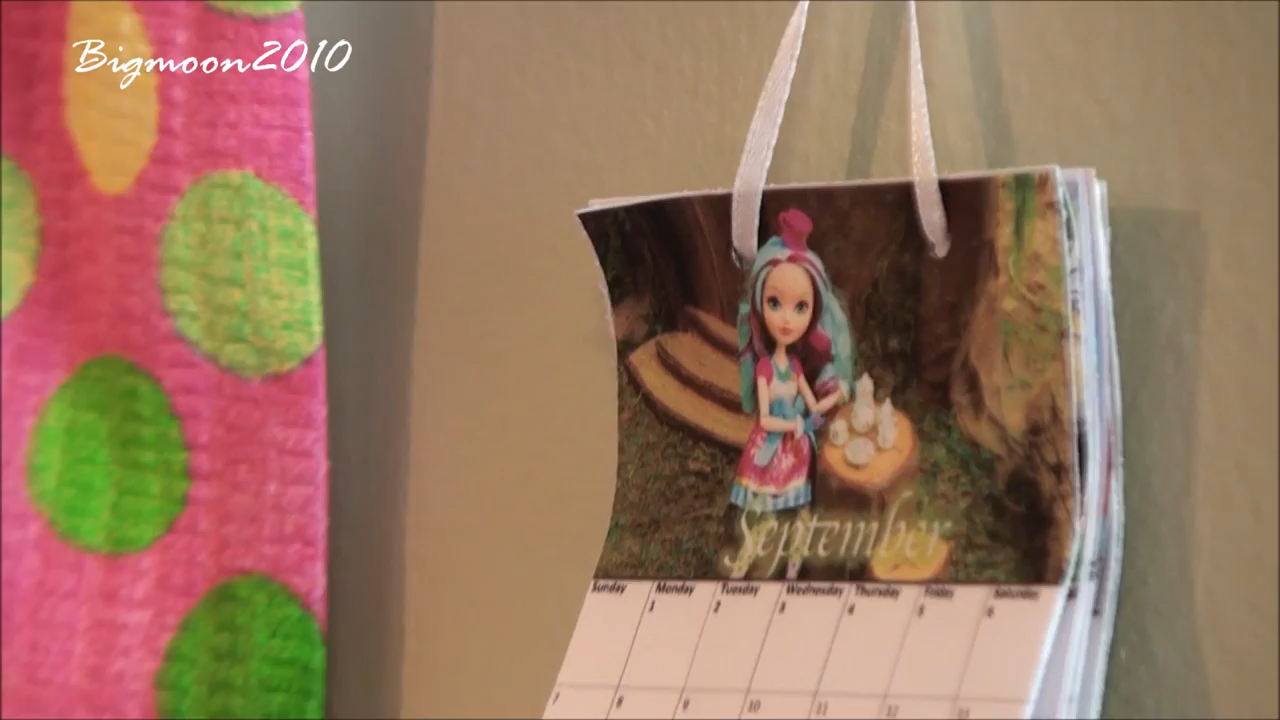 Bigmoon2010
September
Sunday Monday Tuesday Wednesday Thursday Friday Saturday
1 2 3 4 5 6
7 8 9 10 11 12 13